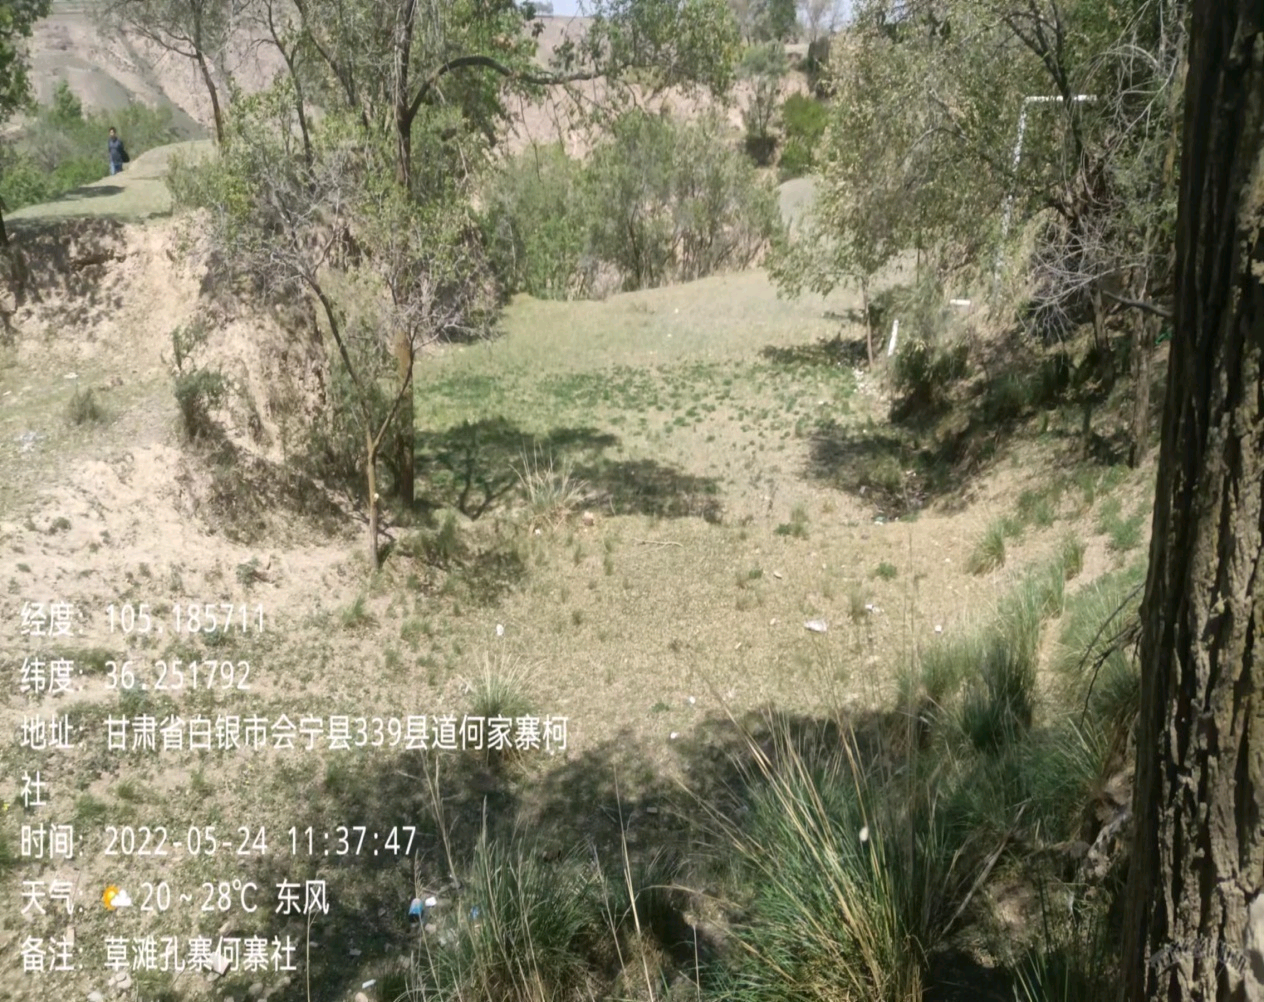 经度：105.185711
纬度：36.251792
地址：甘肃省白银市会宁县339县道何家寨柯
社
时间：2022-05-24 11:37:47
天气：20～28℃ 东风
备注：草滩孔寨何寨社